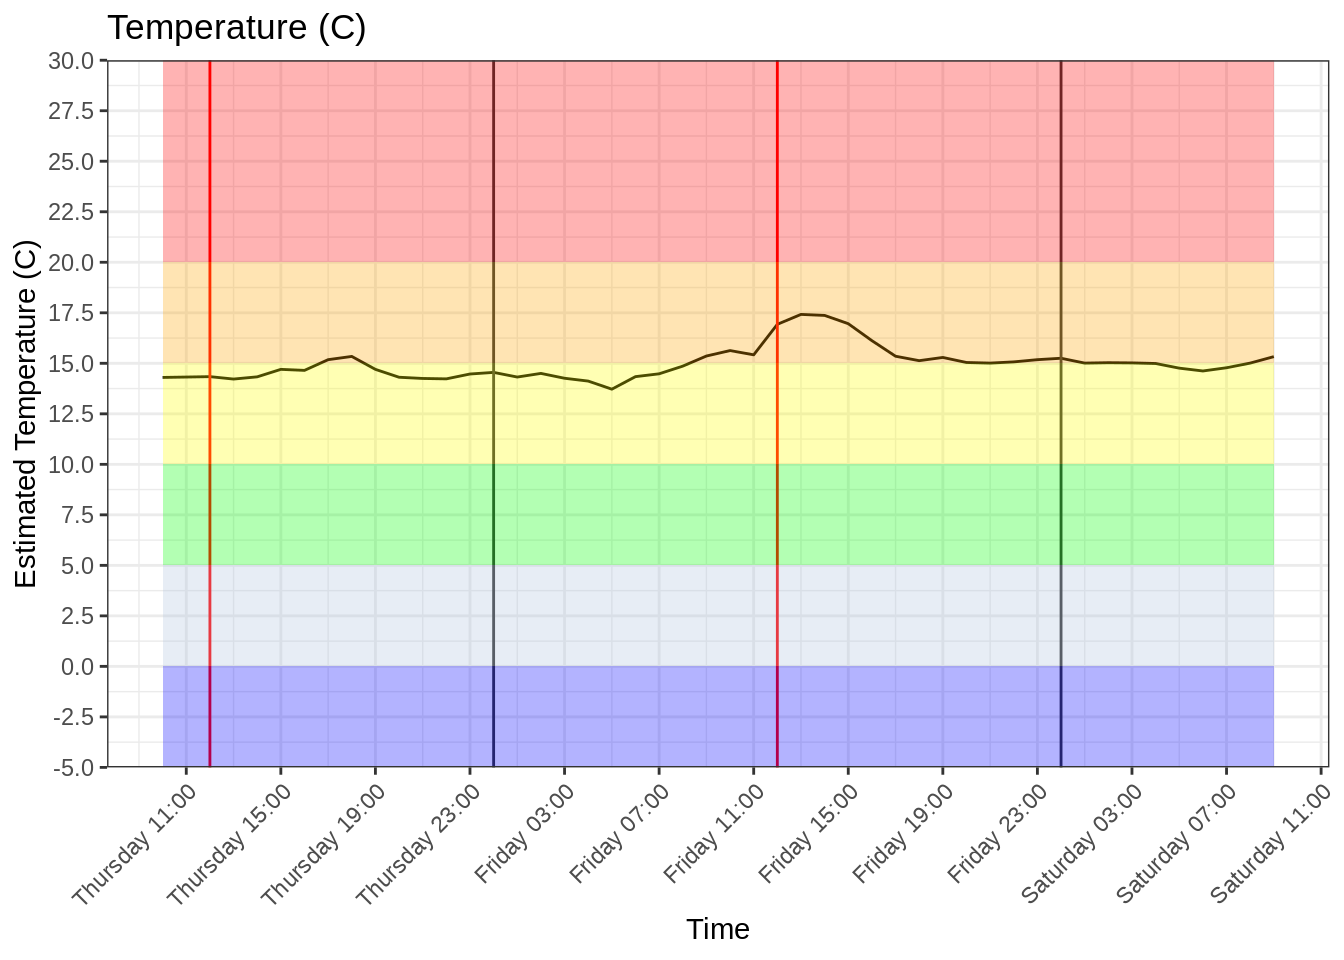 Temperature (C)
Estimated Temperature (C)
30.0
27.5
25.0
22.5
20.0
17.5
15.0
12.5
10.0
7.5
5.0
2.5
0.0
-2.5
-5.0
Thursday 11:00
Thursday 15:00
Thursday 19:00
Thursday 23:00
Friday 03:00
Friday 07:00
Friday 11:00
Friday 15:00
Friday 19:00
Friday 23:00
Saturday 03:00
Saturday 07:00
Saturday 11:00
Time